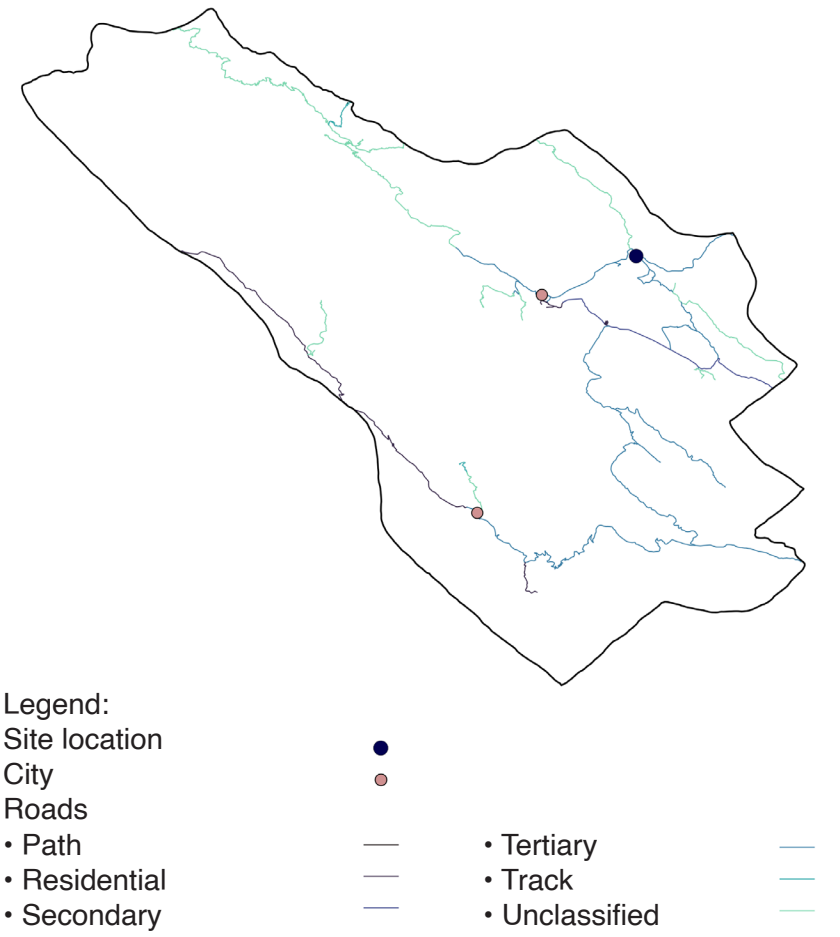 Legend:
Site location
City
Roads
• Path
• Residential
• Secondary
• Tertiary
• Track
• Unclassified